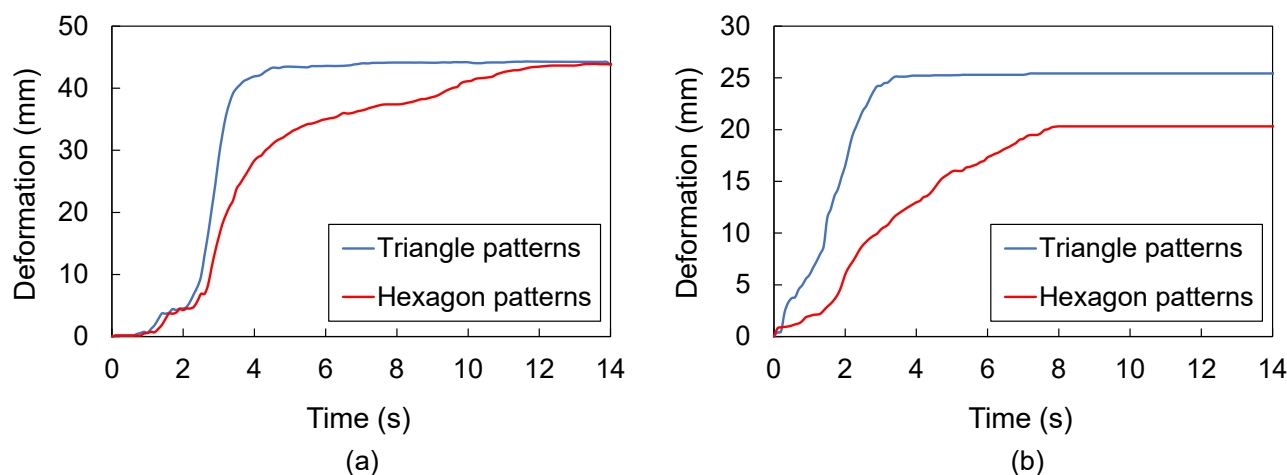 50
40
30
20
10
0
Deformation (mm)
Triangle patterns
Hexagon patterns
0 2 4 6 8 10 12 14
Time (s)
(a)
30
25
20
15
10
5
0
Deformation (mm)
Triangle patterns
Hexagon patterns
0 2 4 6 8 10 12 14
Time (s)
(b)